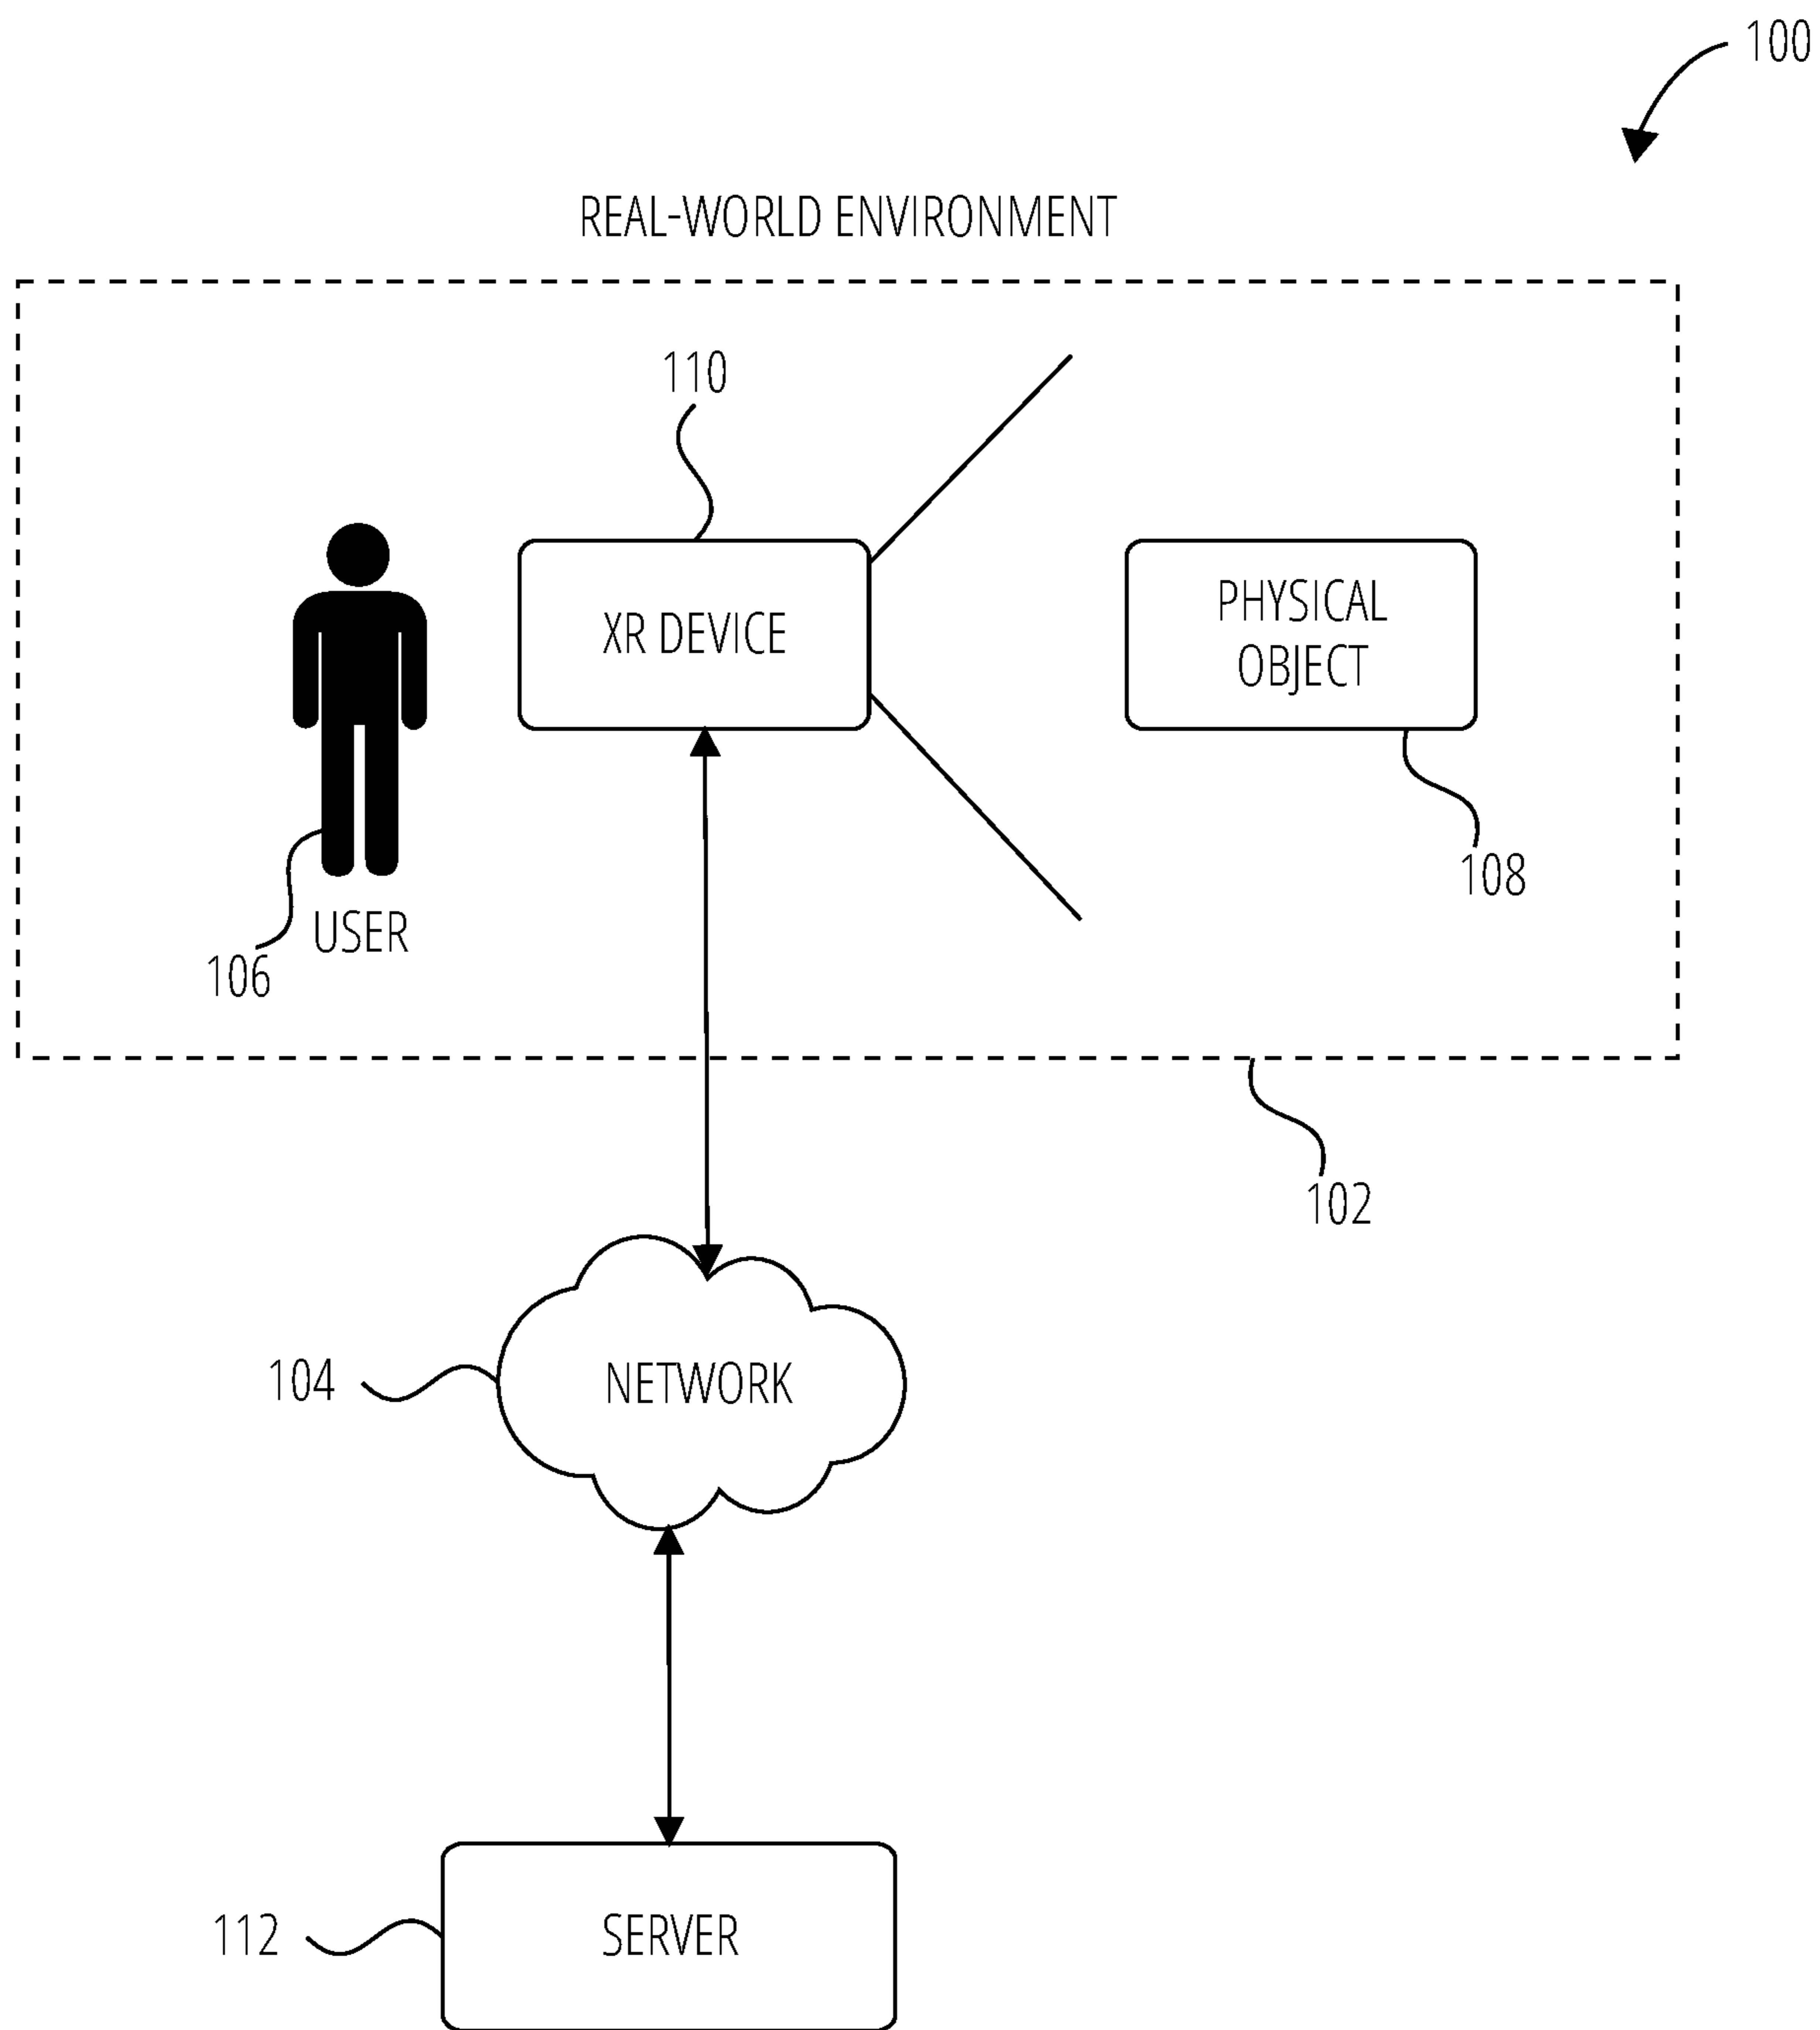 100
REAL-WORLD ENVIRONMENT
110
XR DEVICE
PHYSICAL
OBJECT
108
USER
106
102
104
NETWORK
112
SERVER